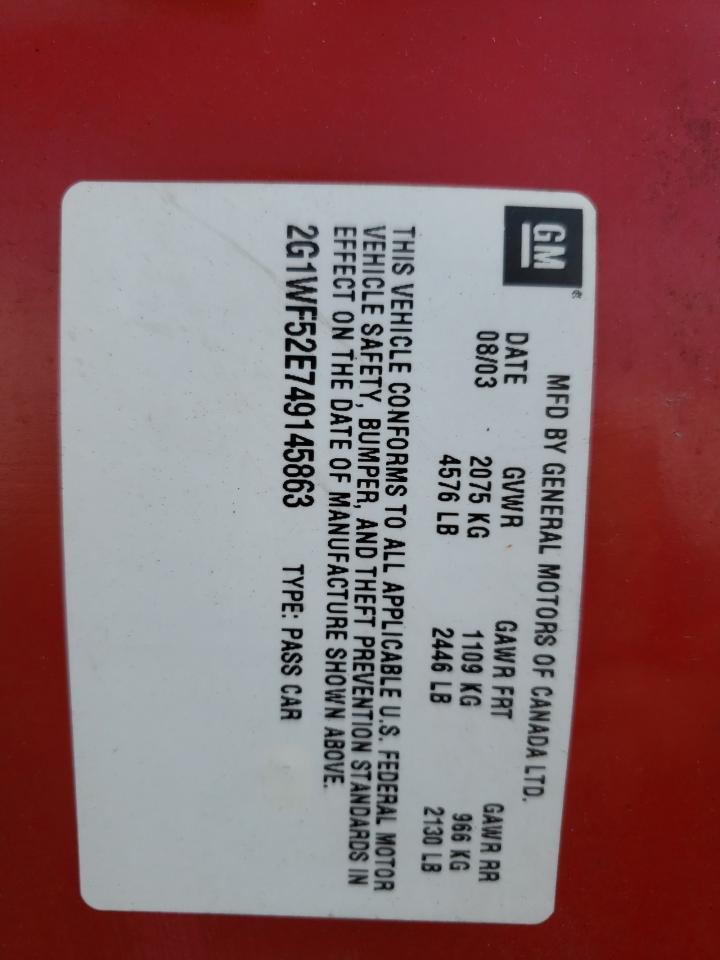 GM®
MFD BY GENERAL MOTORS OF CANADA LTD.
DATE GVWR GAWR FRT GAWR RR
08/03 2075 KG 1109 KG 966 KG
4576 LB 2446 LB 2130 LB
THIS VEHICLE CONFORMS TO ALL APPLICABLE U.S. FEDERAL MOTOR
VEHICLE SAFETY, BUMPER, AND THEFT PREVENTION STANDARDS IN
EFFECT ON THE DATE OF MANUFACTURE SHOWN ABOVE.
2G1WF52E749145863 TYPE: PASS CAR